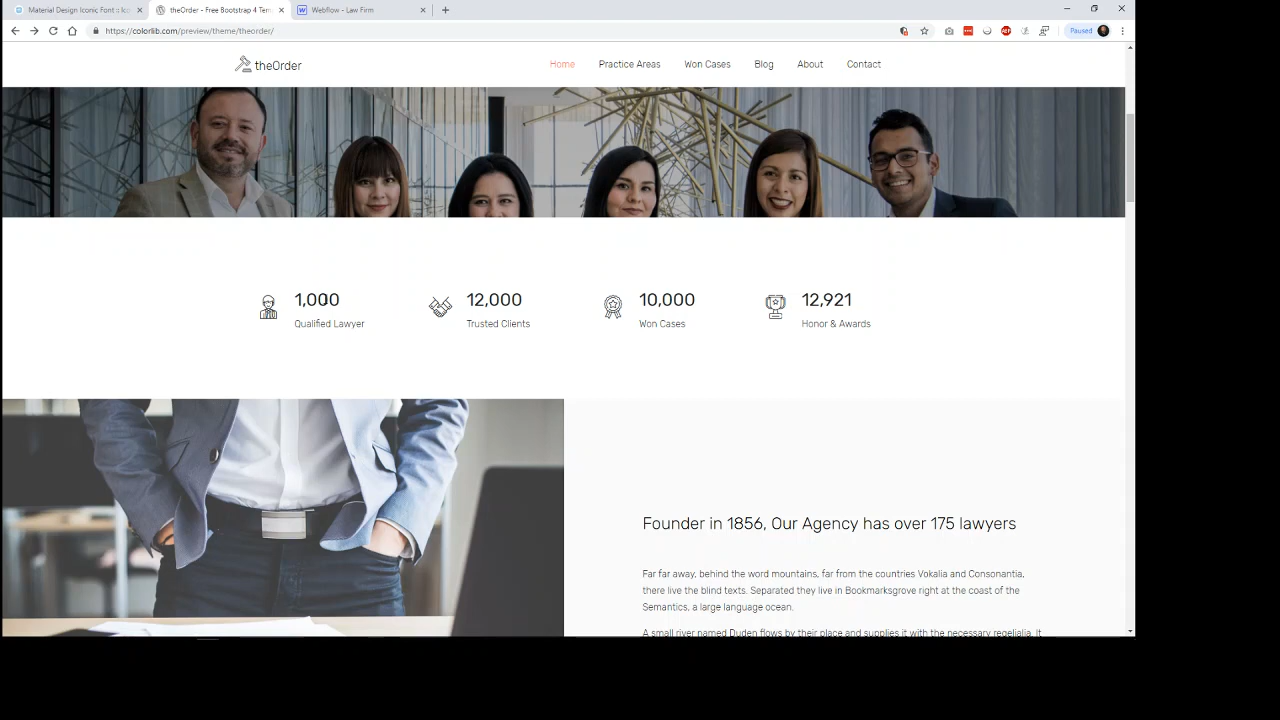 Material Design Iconic Font :: Ic
theOrder - Free Bootstrap 4 Tem
Webflow - Law Firm
https://colorlib.com/preview/theme/theorder/
ABP
Paused
theOrder
Home Practice Areas Won Cases Blog About Contact
1,000 12,000 10,000 12,921
Qualified Lawyer Trusted Clients Won Cases Honor & Awards
Founder in 1856, Our Agency has over 175 lawyers
Far far away, behind the word mountains, far from the countries Vokalia and Consonantia,
there live the blind texts. Separated they live in Bookmarksgrove right at the coast of the
Semantics, a large language ocean.
A small river named Duden flows by their place and supplies it with the necessary regelialia. It